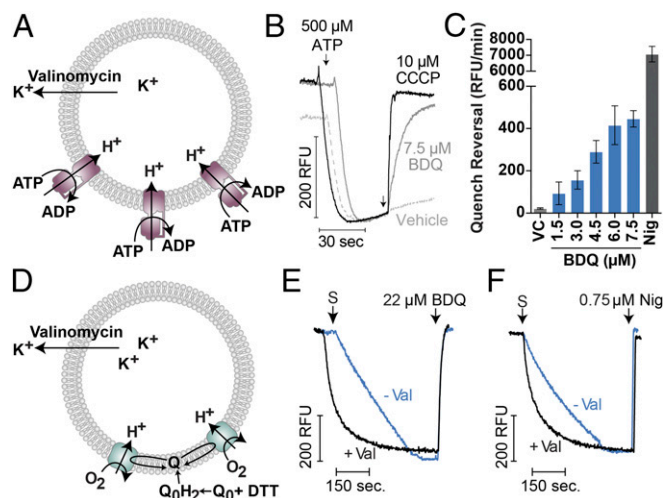 A
Valinomycin
K+
K+
H+
H+
H+
ATP
ADP
ATP
ADP
ATP
ADP
B
500 µM
ATP
10 µM
CCCP
7.5 µM
BDQ
Vehicle
200 RFU
30 sec
C
Quench Reversal (RFU/min)
8000
7000
6000
400
200
0
VC
1.5
3.0
4.5
6.0
7.5
Nig
BDQ (µM)
D
Valinomycin
K+
K+
K+
H+
H+
O2
Q
O2
Q0H2←Q0+ DTT
E
S
22 µM BDQ
- Val
+ Val
200 RFU
150 sec.
F
S
0.75 µM Nig
- Val
+ Val
200 RFU
150 sec.